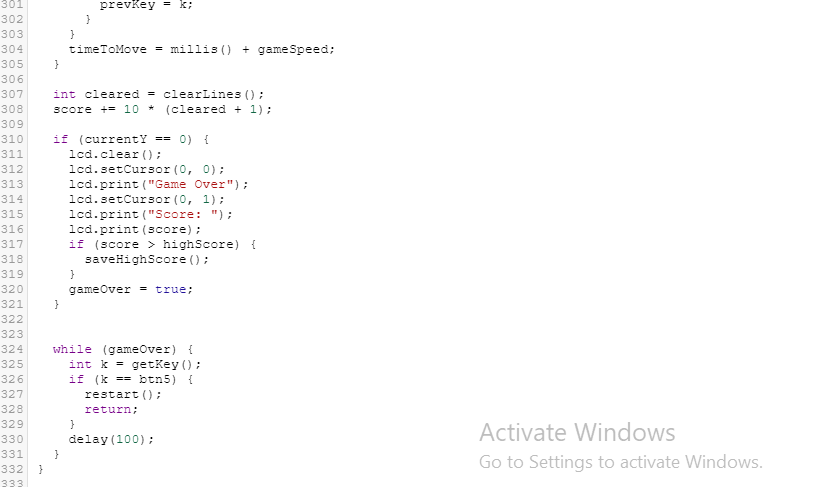 301         prevKey = k;
302       }
303     }
304     timeToMove = millis() + gameSpeed;
305   }
306
307   int cleared = clearLines();
308   score += 10 * (cleared + 1);
309
310   if (currentY == 0) {
311     lcd.clear();
312     lcd.setCursor(0, 0);
313     lcd.print("Game Over");
314     lcd.setCursor(0, 1);
315     lcd.print("Score: ");
316     lcd.print(score);
317     if (score > highScore) {
318       saveHighScore();
319     }
320     gameOver = true;
321   }
322
323
324   while (gameOver) {
325     int k = getKey();
326     if (k == btn5) {
327       restart();
328       return;
329     }
330     delay(100);
331   }
332 }
333
Activate Windows
Go to Settings to activate Windows.